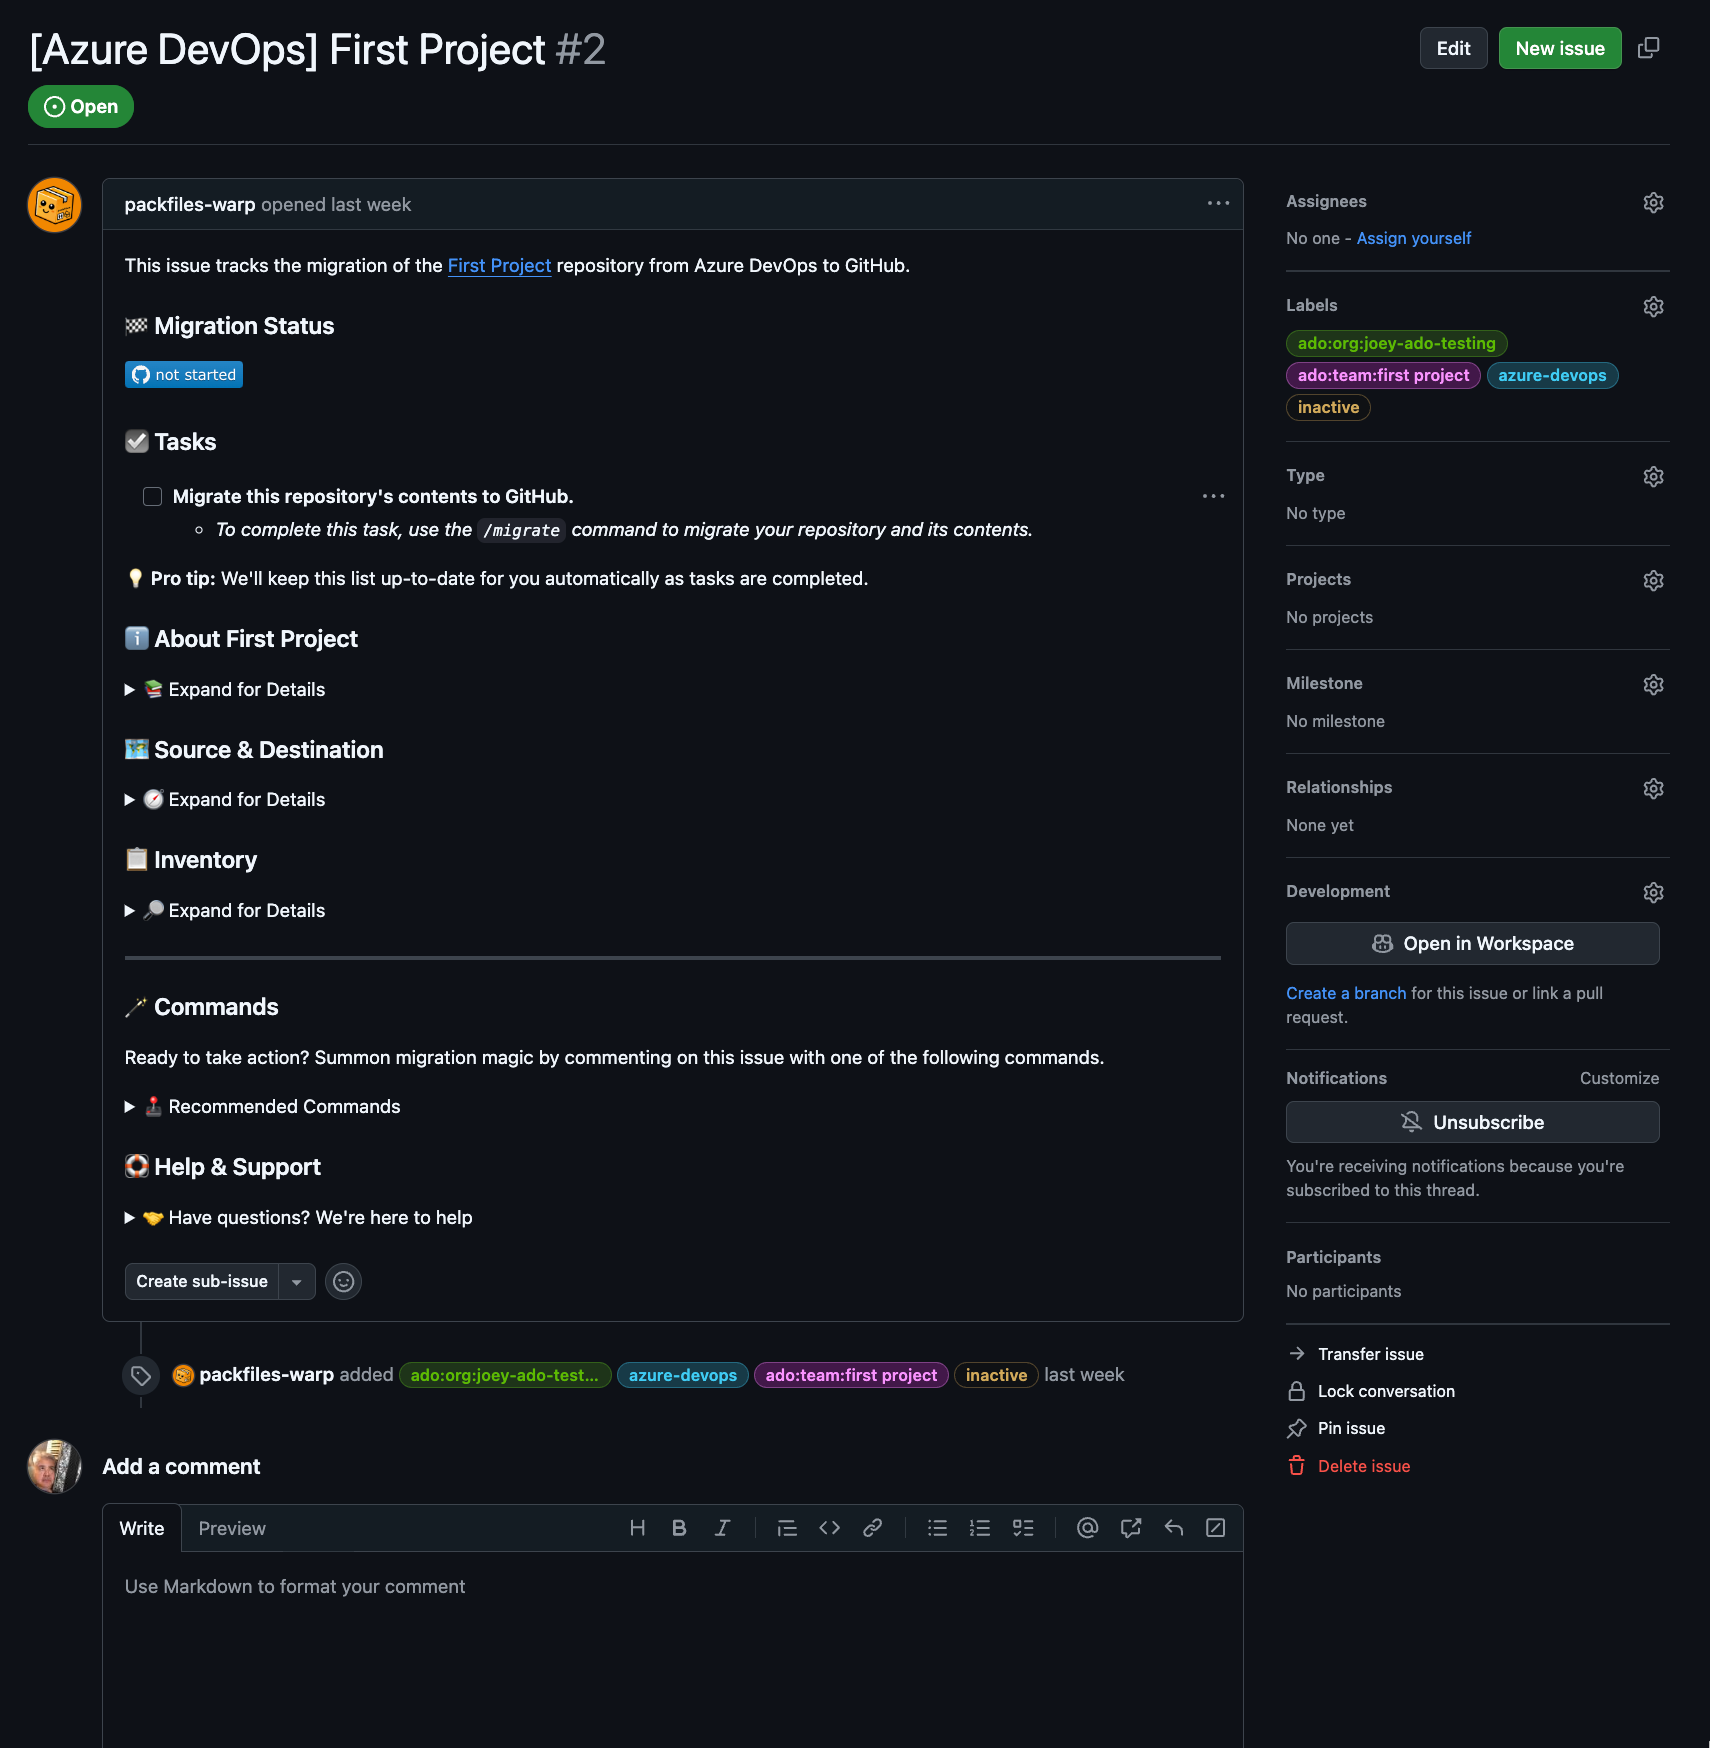 [Azure DevOps] First Project #2
Edit
New issue
Open
packfiles-warp opened last week
This issue tracks the migration of the First Project repository from Azure DevOps to GitHub.
Migration Status
not started
Tasks
Migrate this repository's contents to GitHub.
To complete this task, use the /migrate command to migrate your repository and its contents.
Pro tip: We'll keep this list up-to-date for you automatically as tasks are completed.
About First Project
Expand for Details
Source & Destination
Expand for Details
Inventory
Expand for Details
Commands
Ready to take action? Summon migration magic by commenting on this issue with one of the following commands.
Recommended Commands
Help & Support
Have questions? We're here to help
Create sub-issue
packfiles-warp added ado:org:joey-ado-test... azure-devops ado:team:first project inactive last week
Add a comment
Write
Preview
Use Markdown to format your comment
Assignees
No one - Assign yourself
Labels
ado:org:joey-ado-testing
ado:team:first project azure-devops
inactive
Type
No type
Projects
No projects
Milestone
No milestone
Relationships
None yet
Development
Open in Workspace
Create a branch for this issue or link a pull
request.
Notifications
Customize
Unsubscribe
You're receiving notifications because you're
subscribed to this thread.
Participants
No participants
Transfer issue
Lock conversation
Pin issue
Delete issue